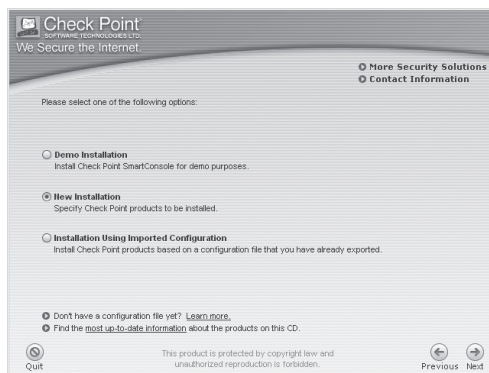 Check Point
SOFTWARE TECHNOLOGIES LTD.
We Secure the Internet.
More Security Solutions
Contact Information
Please select one of the following options:
Demo Installation
Install Check Point SmartConsole for demo purposes.
New Installation
Specify Check Point products to be installed.
Installation Using Imported Configuration
Install Check Point products based on a configuration file that you have already exported.
Don't have a configuration file yet? Learn more.
Find the most up-to-date information about the products on this CD.
This product is protected by copyright law and
unauthorized reproduction is forbidden.
Quit
Previous Next